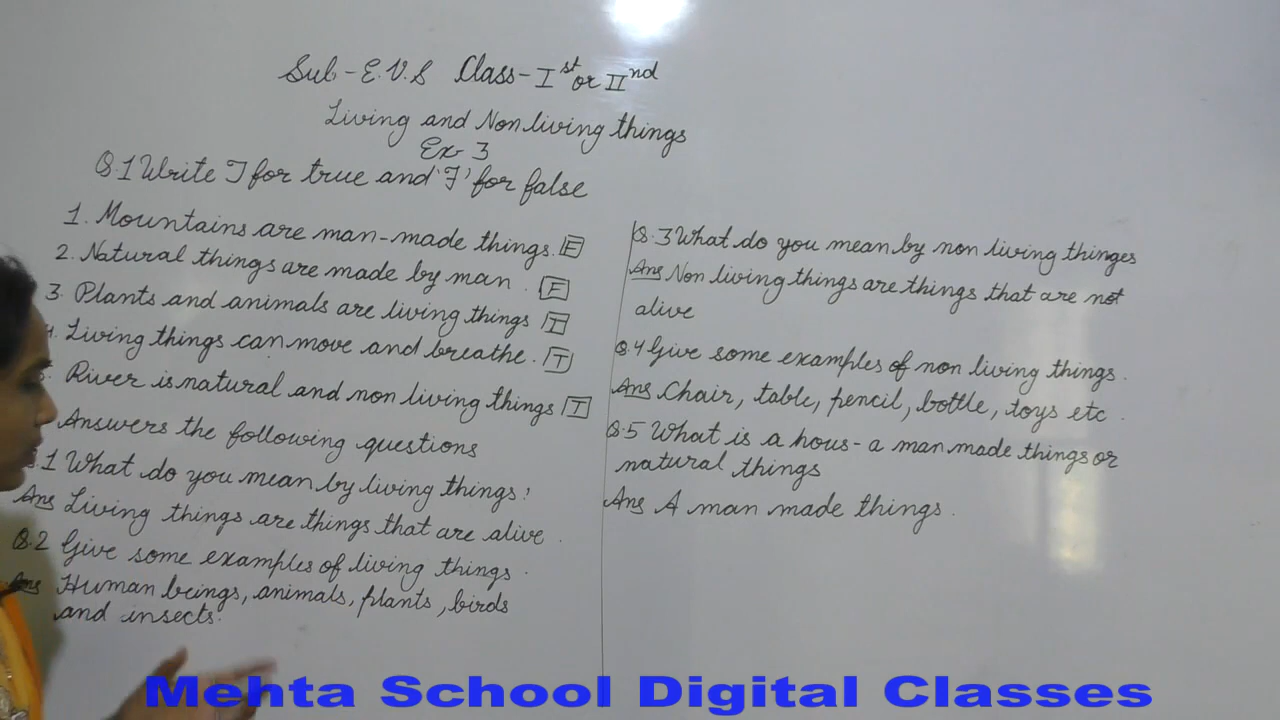 Sub-E.V.S Class-Ist or IInd
Living and Non living things
Ex 3
Q.1 Write T for true and 'F' for false
1. Mountains are man-made things. F
2. Natural things are made by man. F
3. Plants and animals are living things T
4. Living things can move and breathe. T
River is natural and non living things T
Answers the following questions
Q.1 What do you mean by living things?
Ans Living things are things that are alive.
Q.2 Give some examples of living things.
Ans Human beings, animals, plants, birds
and insects.
Q.3 What do you mean by non living thinges
Ans Non living things are things that are not
alive
Q.4 Give some examples of non living things.
Ans Chair, table, pencil, bottle, toys etc.
Q.5 What is a hous- a man made things or
natural things
Ans A man made things.
Mehta School Digital Classes